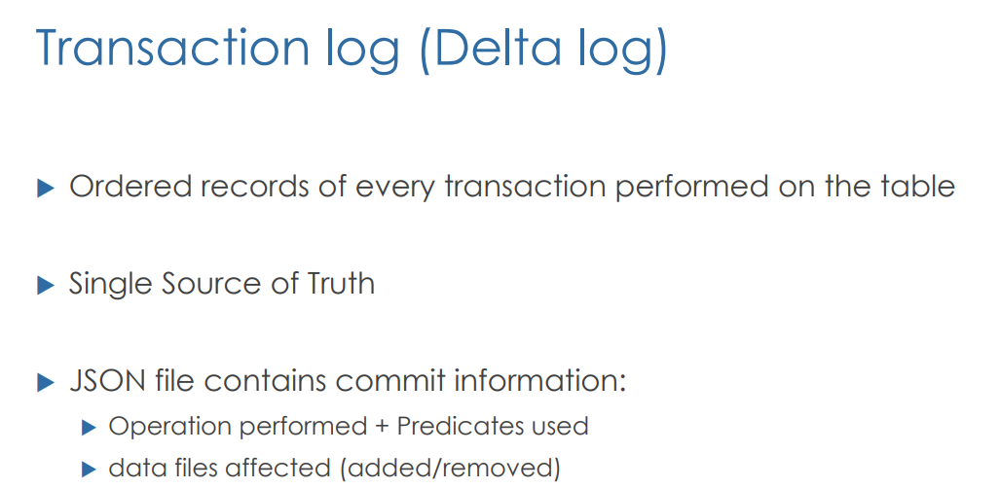 Transaction log (Delta log)
Ordered records of every transaction performed on the table
Single Source of Truth
JSON file contains commit information:
Operation performed + Predicates used
data files affected (added/removed)